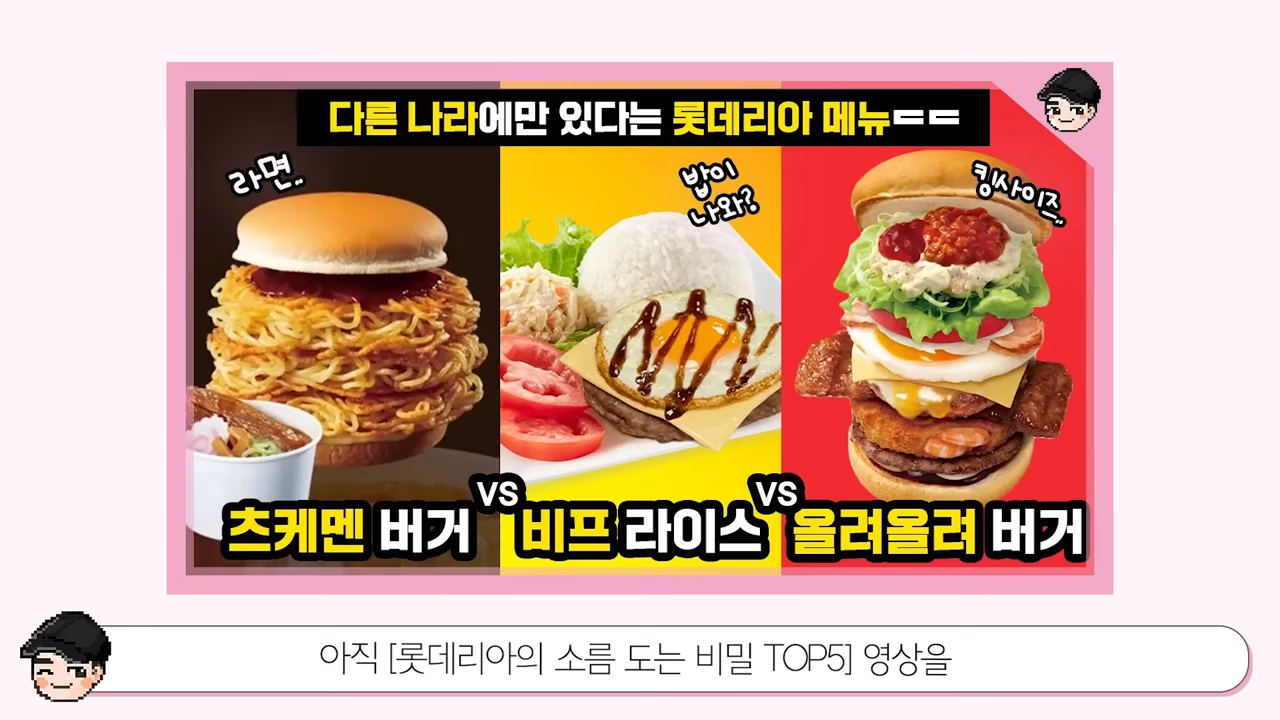 다른 나라에만 있다는 롯데리아 메뉴ㄷㄷ
라면..
밥이
나와?
킹싸이즈..
츠케멘 버거 VS 비프 라이스 VS 올려올려 버거
아직 [롯데리아의 소름 도는 비밀 TOP5] 영상을